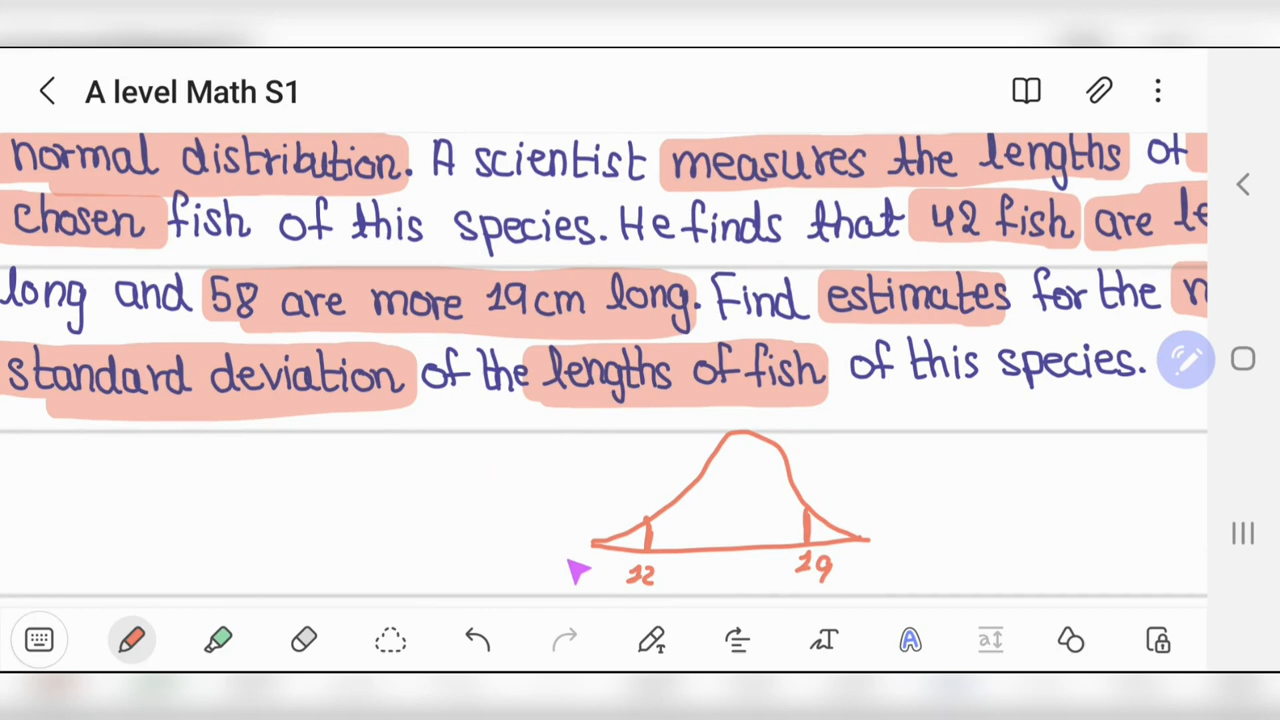 A level Math S1
normal distribution. A scientist measures the lengths of
chosen fish of this species. He finds that 42 fish are
long and 58 are more 19cm long. Find estimates for the
standard deviation of the lengths of fish of this species.
12
19